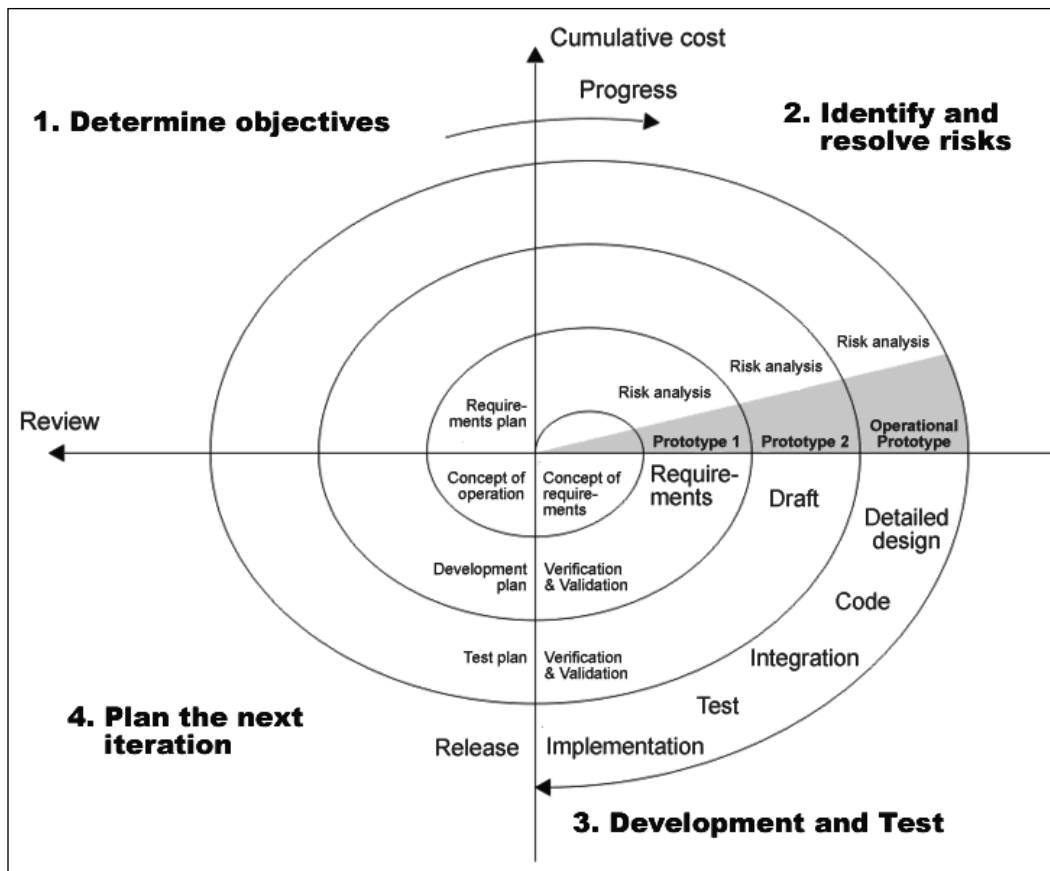 Cumulative cost
Progress
1. Determine objectives
2. Identify and
resolve risks
Risk analysis
Risk analysis
Risk analysis
Require-
ments plan
Review
Prototype 1
Prototype 2
Operational
Prototype
Concept of
operation
Concept of
require-
ments
Require-
ments
Draft
Detailed
design
Development
plan
Verification
& Validation
Code
Test plan
Verification
& Validation
Integration
Test
4. Plan the next
iteration
Release
Implementation
3. Development and Test